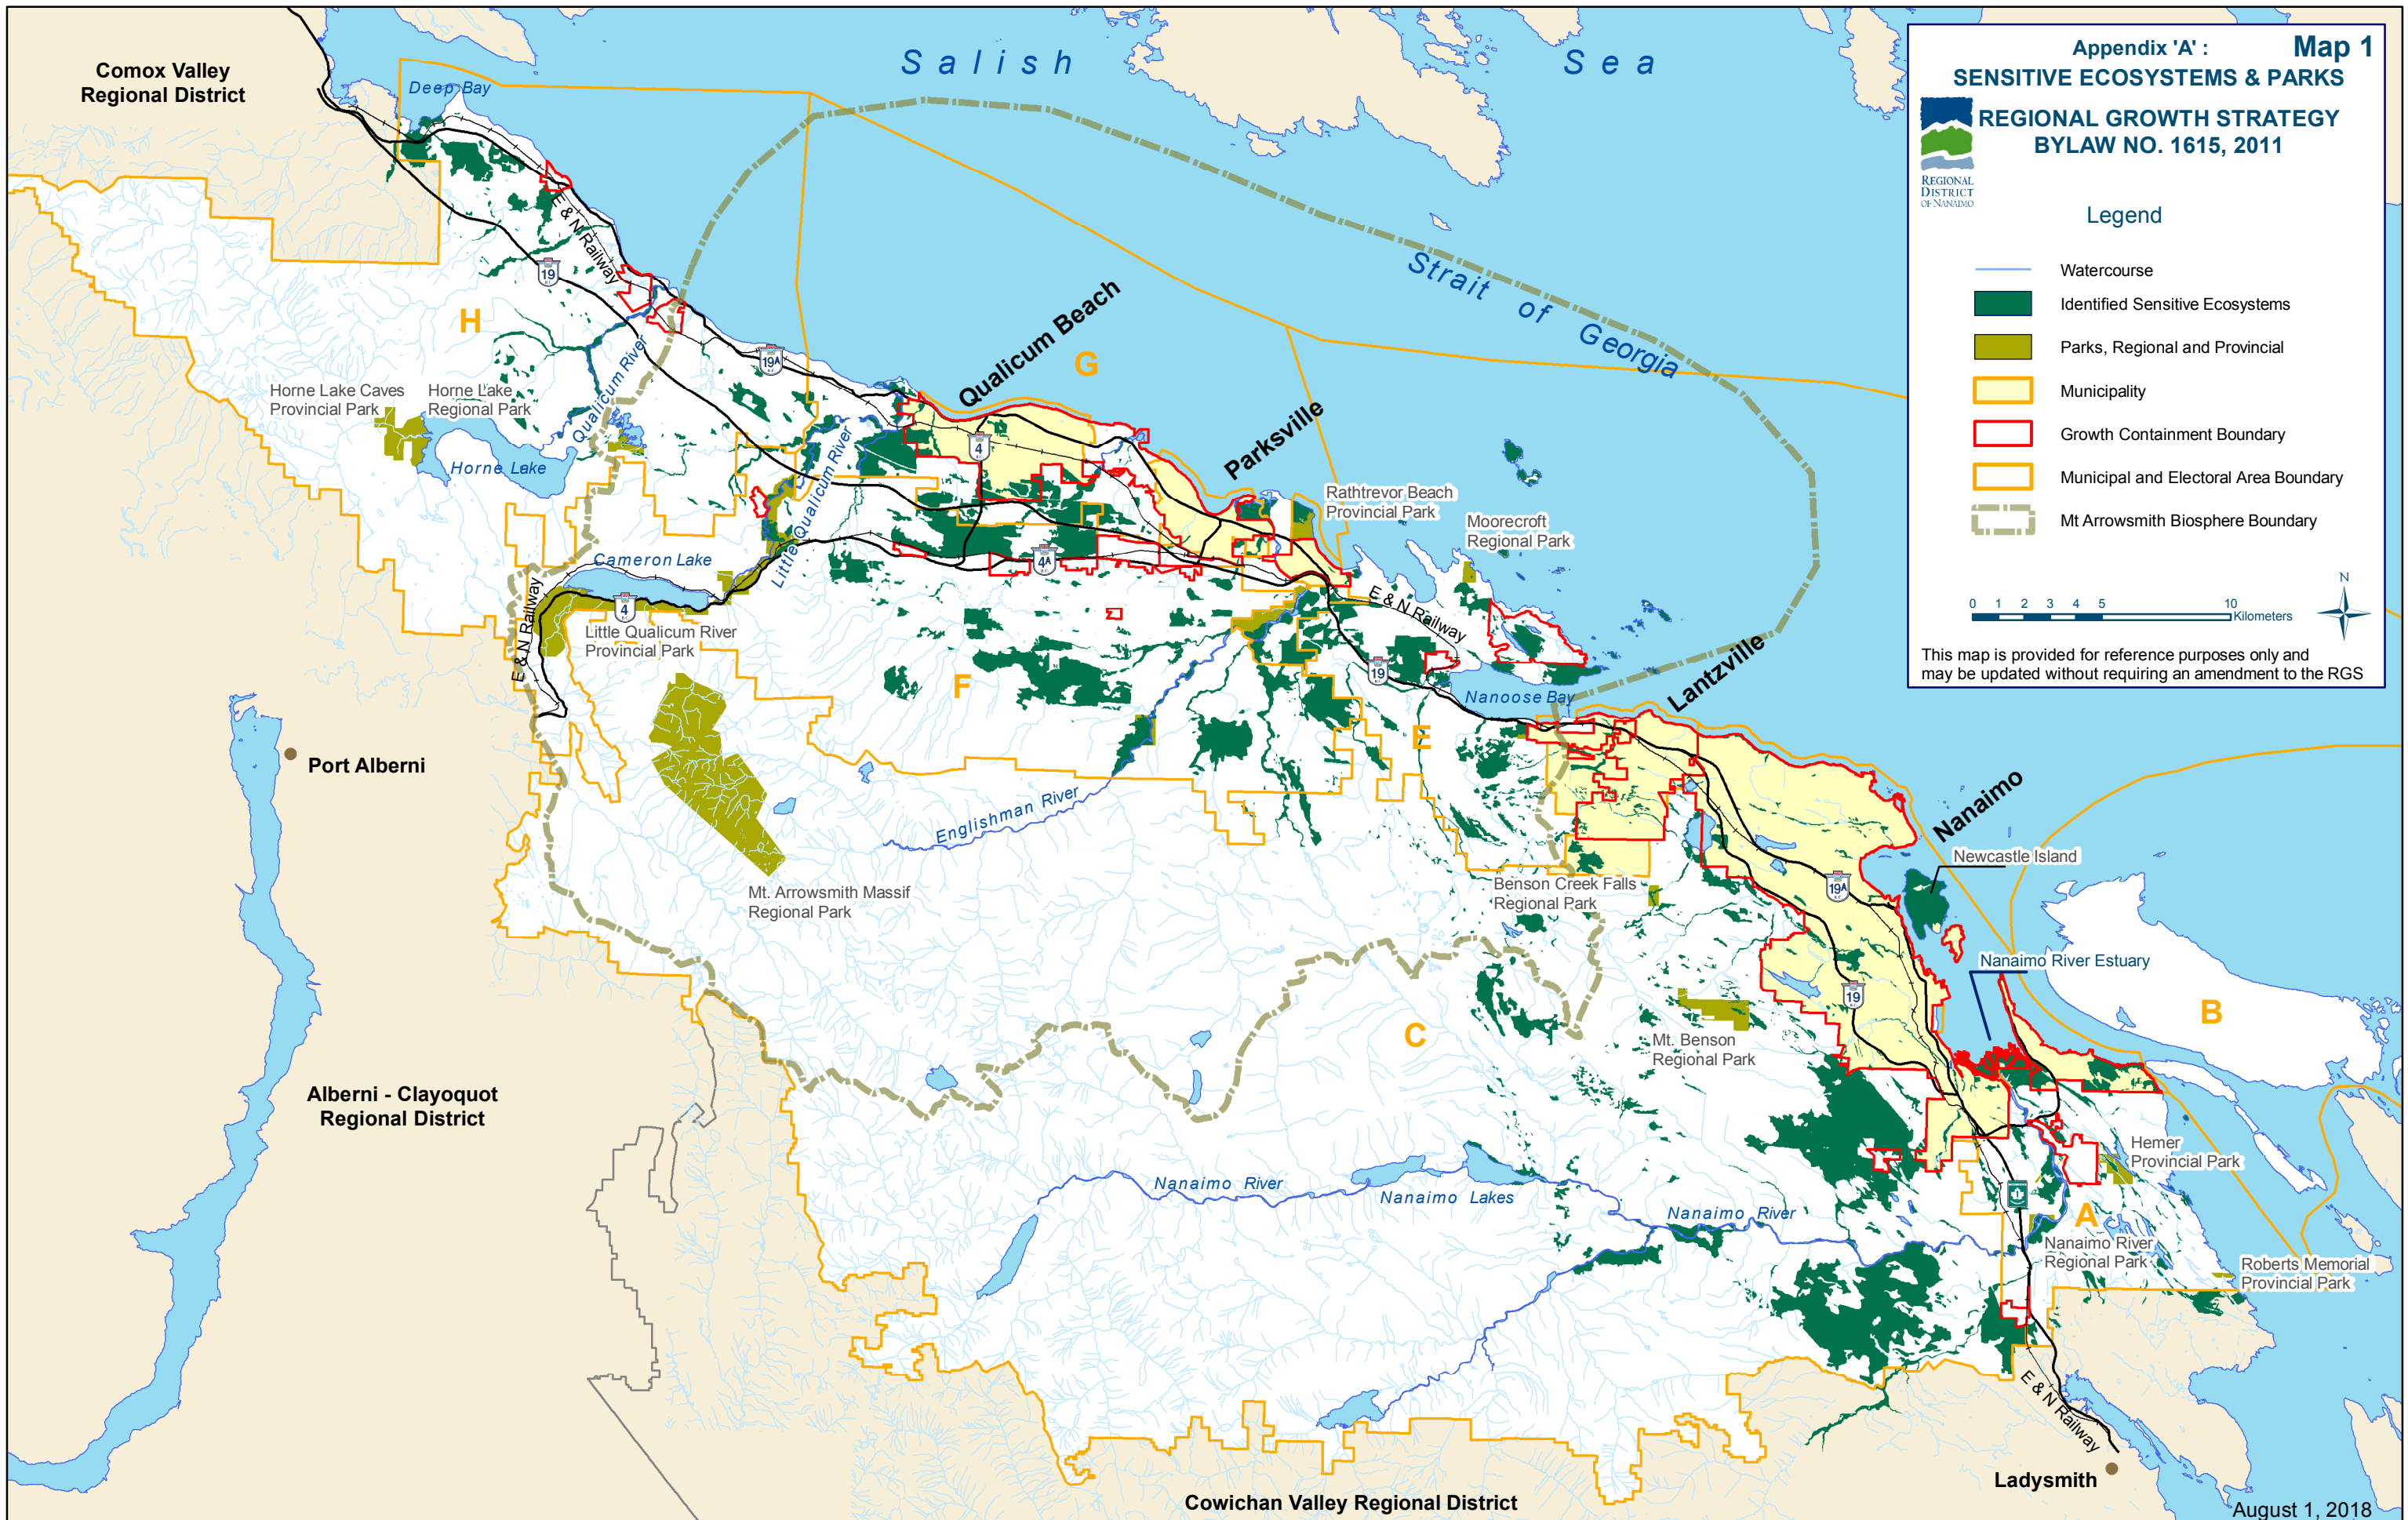 Comox Valley
Regional District
Deep Bay
Salish Sea
Strait of Georgia
Appendix 'A' :
Map 1
SENSITIVE ECOSYSTEMS & PARKS
REGIONAL GROWTH STRATEGY
BYLAW NO. 1615, 2011
REGIONAL
DISTRICT
OF NANAIMO
Legend
Watercourse
Identified Sensitive Ecosystems
Parks, Regional and Provincial
Municipality
Growth Containment Boundary
Municipal and Electoral Area Boundary
Mt Arrowsmith Biosphere Boundary
N
0 1 2 3 4 5 10
Kilometers
This map is provided for reference purposes only and
may be updated without requiring an amendment to the RGS
E & N Railway
19
H
Qualicum River
19A
Qualicum Beach
G
Horne Lake Caves
Provincial Park
Horne Lake
Regional Park
Horne Lake
4
Little Qualicum River
Parksville
Rathtrevor Beach
Provincial Park
Moorecroft
Regional Park
Cameron Lake
4A
4
E & N Railway
E & N Railway
Little Qualicum River
Provincial Park
F
19
Nanoose Bay
Lantzville
E
Port Alberni
Englishman River
Nanaimo
Newcastle Island
Mt. Arrowsmith Massif
Regional Park
Benson Creek Falls
Regional Park
19A
Nanaimo River Estuary
19
B
C
Mt. Benson
Regional Park
Alberni - Clayoquot
Regional District
Hemer
Provincial Park
Nanaimo River
Nanaimo Lakes
Nanaimo River
1
A
Nanaimo River
Regional Park
Roberts Memorial
Provincial Park
E & N Railway
Ladysmith
Cowichan Valley Regional District
August 1, 2018